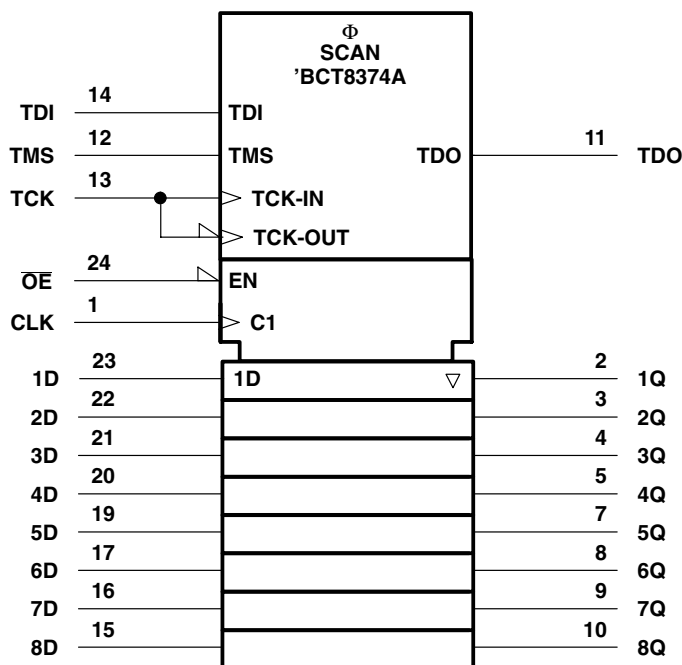 Φ
SCAN
'BCT8374A
TDI 14 TDI
TMS 12 TMS TDO 11 TDO
TCK 13 TCK-IN
TCK-OUT
OE 24 EN
CLK 1 C1
1D 23 1D ▽ 2 1Q
2D 22 3 2Q
3D 21 4 3Q
4D 20 5 4Q
5D 19 7 5Q
6D 17 8 6Q
7D 16 9 7Q
8D 15 10 8Q